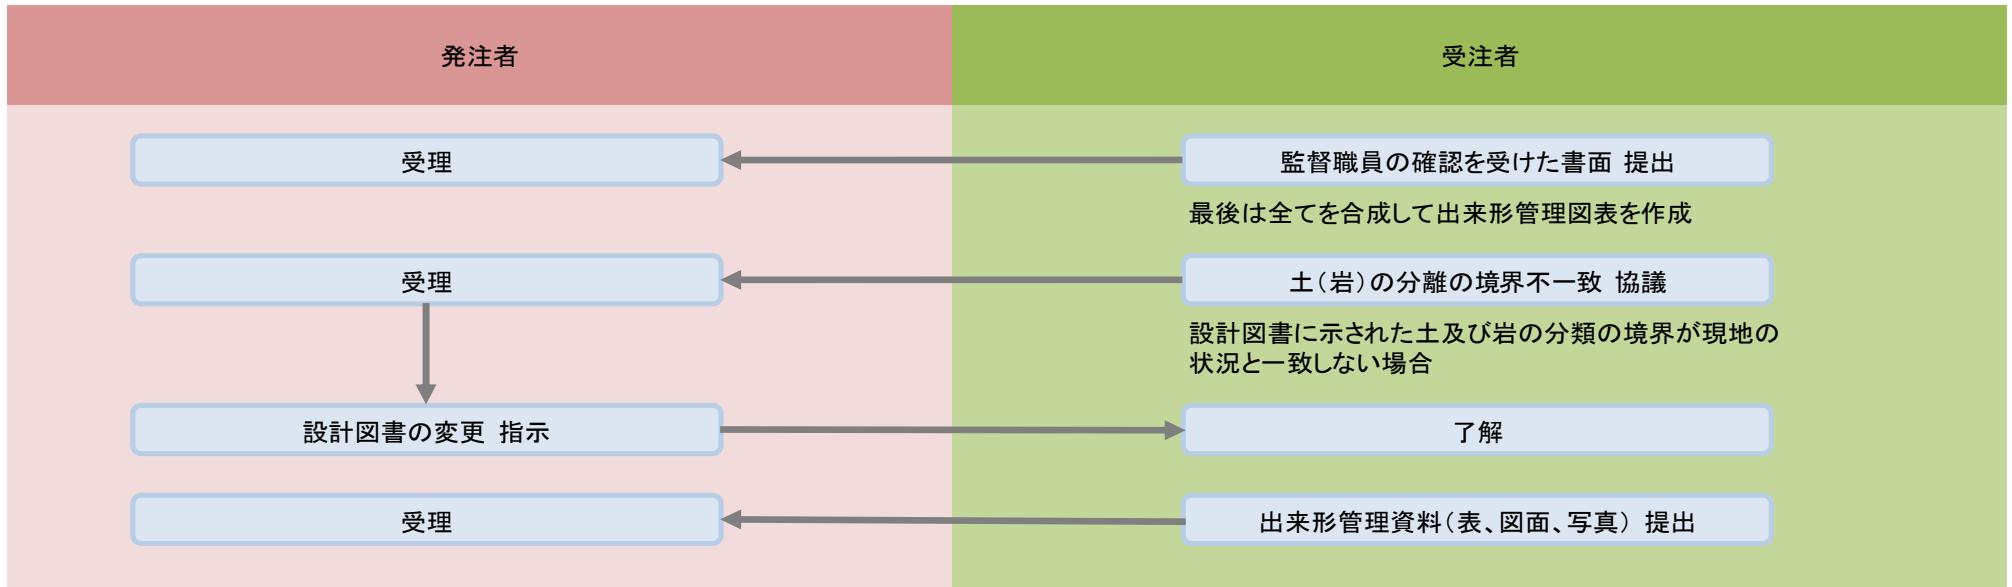 発注者
受注者
受理
監督職員の確認を受けた書面 提出
最後は全てを合成して出来形管理図表を作成
受理
土(岩)の分離の境界不一致 協議
設計図書に示された土及び岩の分類の境界が現地の
状況と一致しない場合
設計図書の変更 指示
了解
受理
出来形管理資料(表、図面、写真) 提出